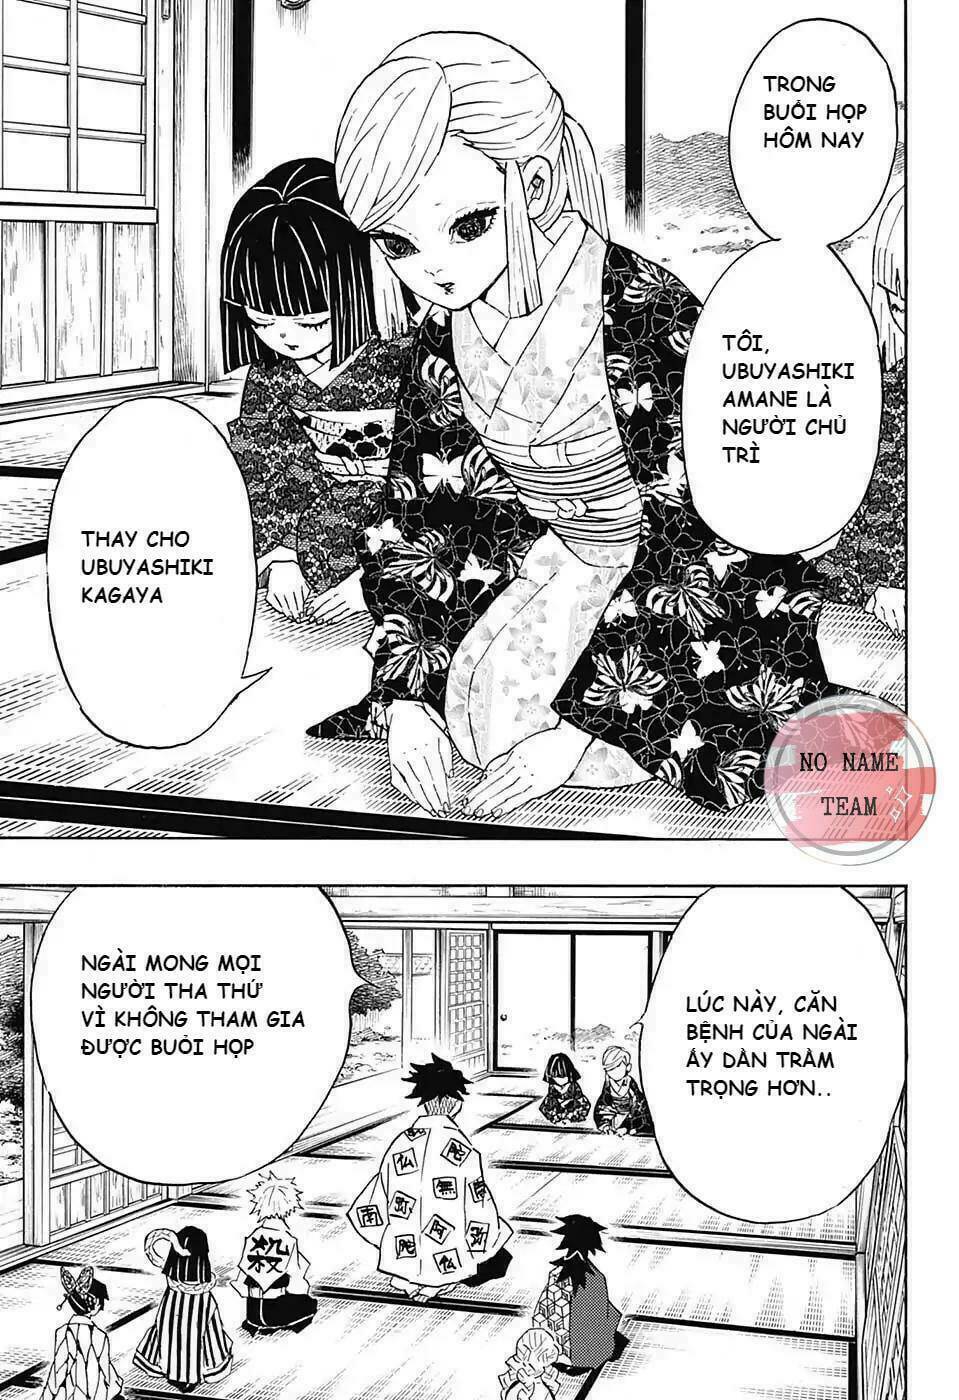 TRONG
BUỔI HỌP
HÔM NAY
TÔI,
UBUYASHIKI
AMANE LÀ
NGƯỜI CHỦ
TRÌ
THAY CHO
UBUYASHIKI
KAGAYA
NO NAME
TEAM
LÚC NÀY, CĂN
BỆNH CỦA NGÀI
ẤY DẦN TRẦM
TRỌNG HƠN..
NGÀI MONG MỌI
NGƯỜI THA THỨ
VÌ KHÔNG THAM GIA
ĐƯỢC BUỔI HỌP
殺